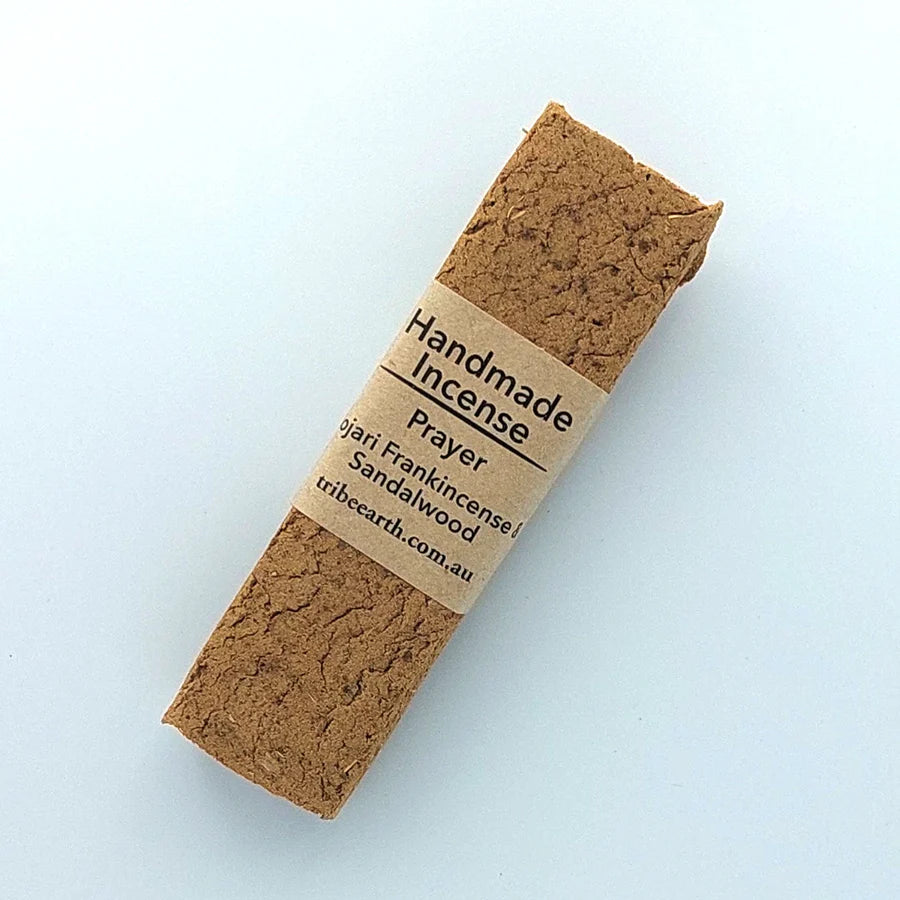 Handmade
Incense
Prayer
ojari Frankincense &
Sandalwood
tribeearth.com.au